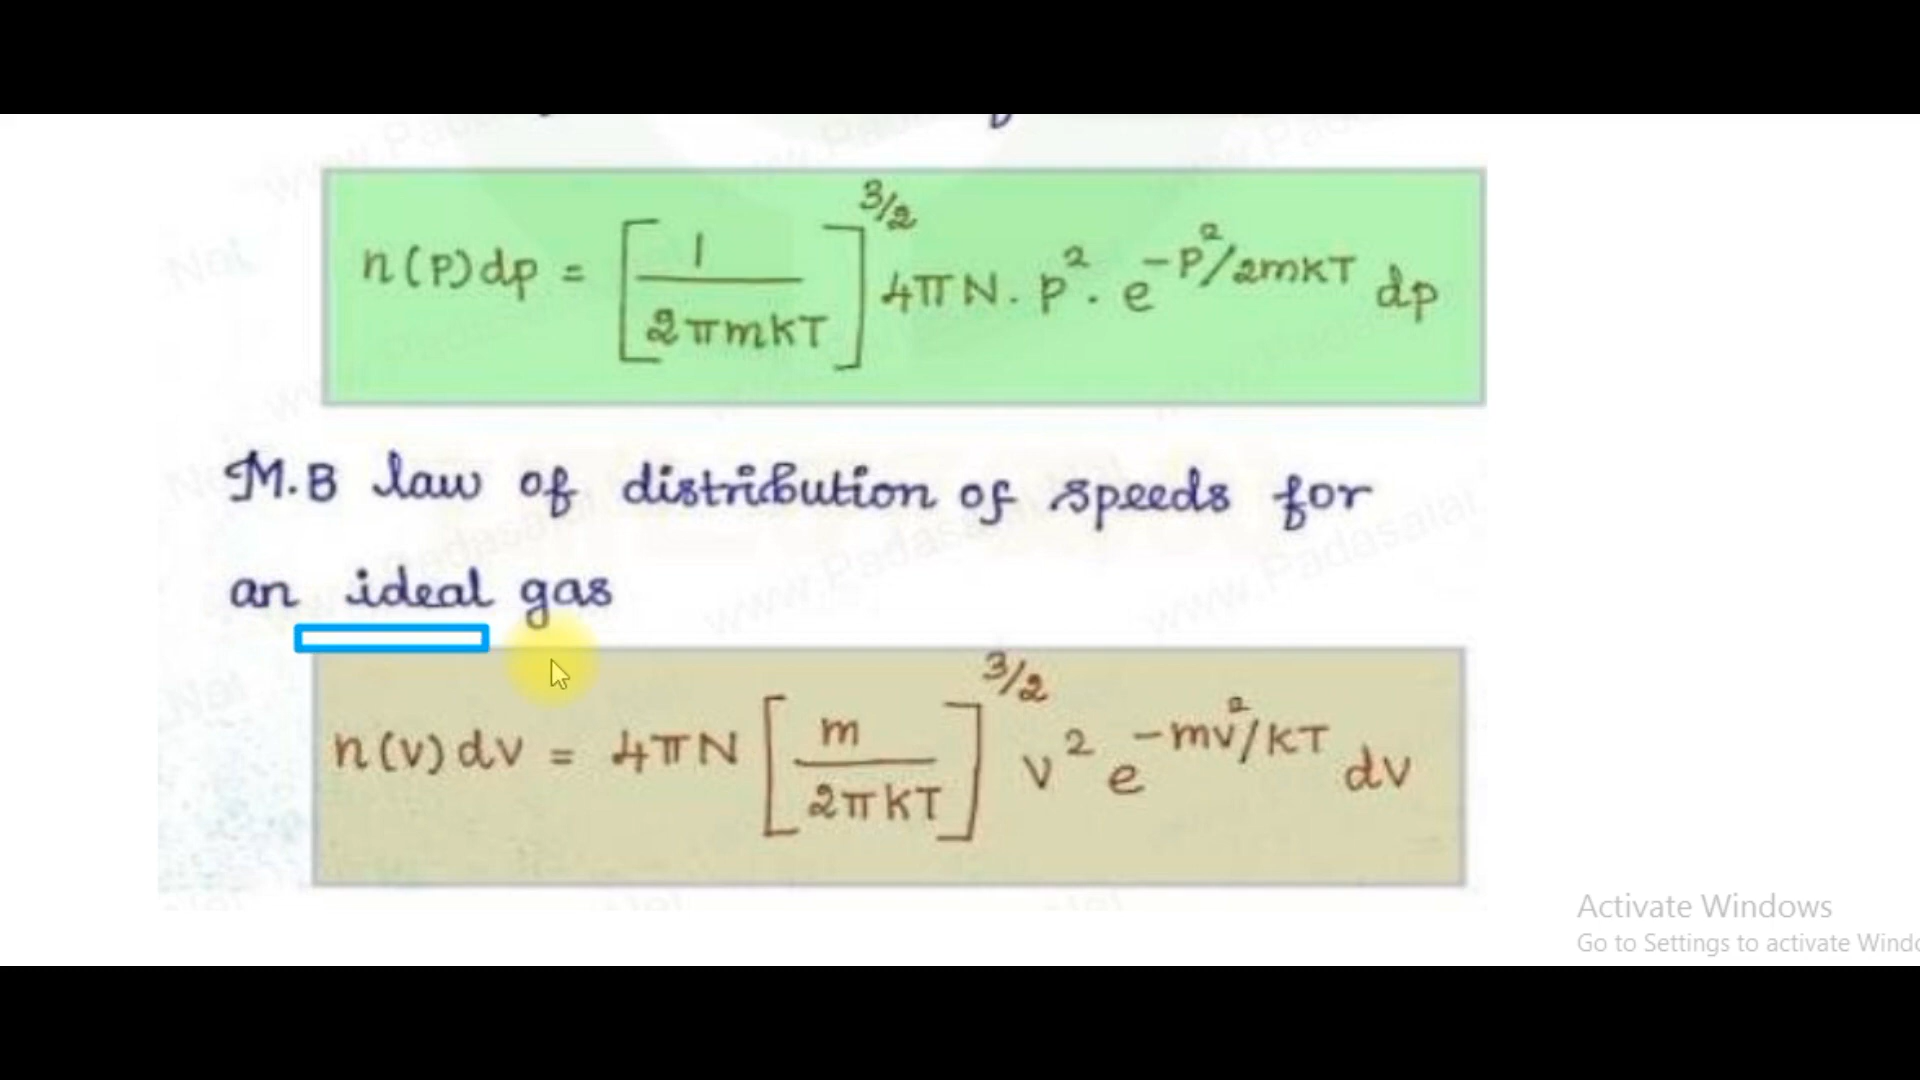 n(p)dp = [1/2πmkT]^3/2 4πN. p². e^-p²/2mkT dp
M.B law of distribution of speeds for
an ideal gas
n(v)dv = 4πN [m/2πkT]^3/2 v² e^-mv²/kT dv
Activate Windows
Go to Settings to activate Windo